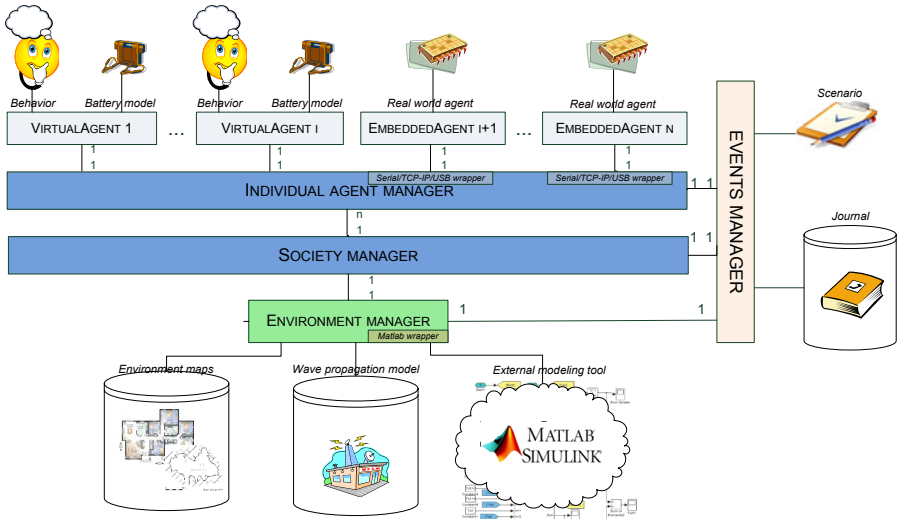 Behavior
Battery model
Behavior
Battery model
Real world agent
Real world agent
Scenario
VIRTUALAGENT 1
...
VIRTUALAGENT I
EMBEDDEDAGENT I+1
...
EMBEDDEDAGENT N
1
1
1
1
1
1
1
1
Serial/TCP-IP/USB wrapper
Serial/TCP-IP/USB wrapper
INDIVIDUAL AGENT MANAGER
1 1
EVENTS MANAGER
n
1
Journal
SOCIETY MANAGER
1 1
1
1
ENVIRONMENT MANAGER
1
1
Matlab wrapper
Environment maps
Wave propagation model
External modeling tool
MATLAB
SIMULINK